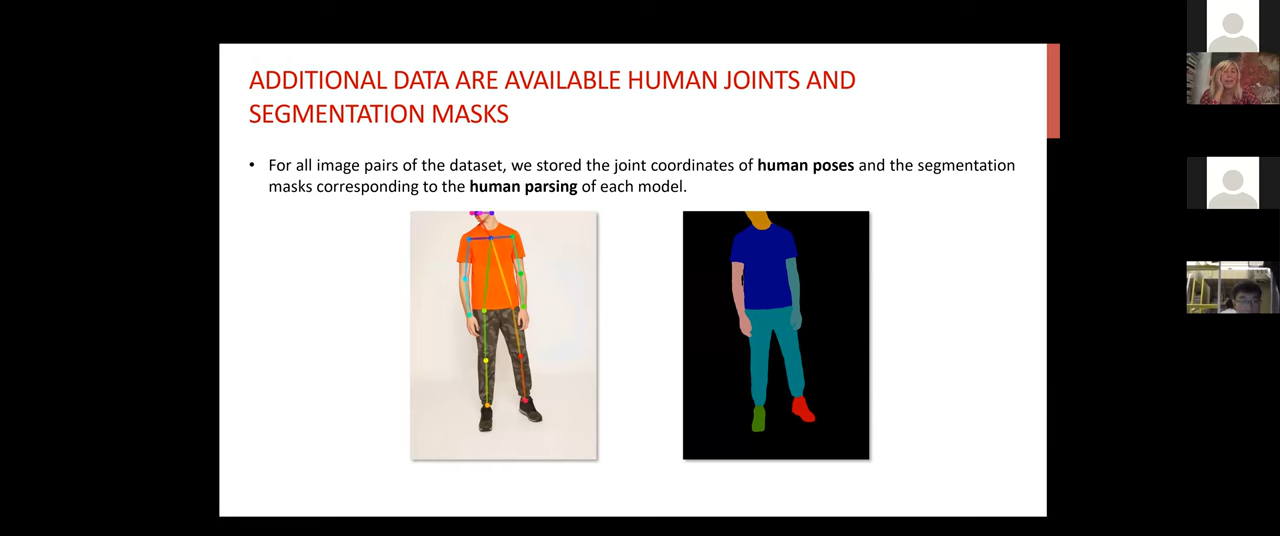 ADDITIONAL DATA ARE AVAILABLE HUMAN JOINTS AND
SEGMENTATION MASKS
• For all image pairs of the dataset, we stored the joint coordinates of human poses and the segmentation
masks corresponding to the human parsing of each model.